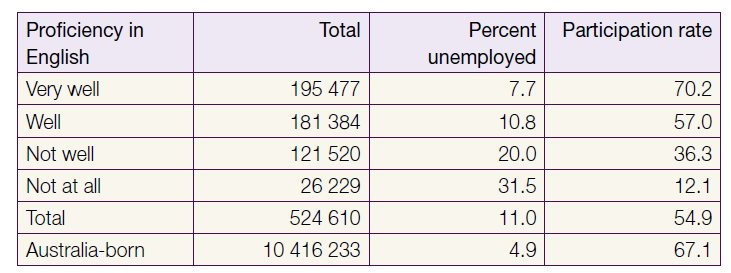 Proficiency in English Total Percent unemployed Participation rate
Very well 195 477 7.7 70.2
Well 181 384 10.8 57.0
Not well 121 520 20.0 36.3
Not at all 26 229 31.5 12.1
Total 524 610 11.0 54.9
Australia-born 10 416 233 4.9 67.1